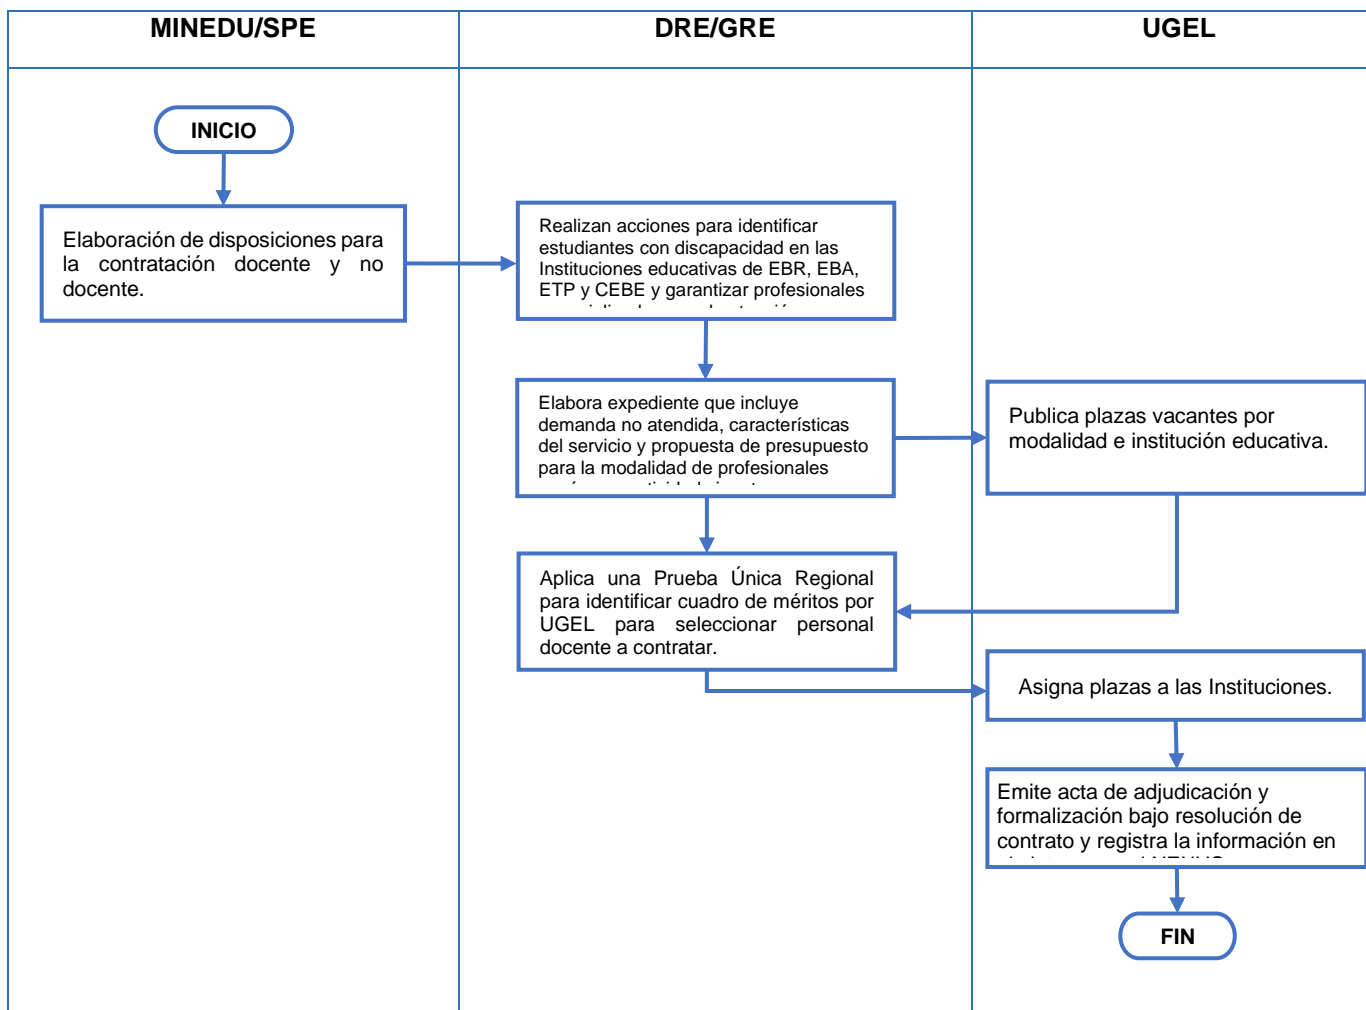 MINEDU/SPE
DRE/GRE
UGEL
INICIO
Elaboración de disposiciones para
la contratación docente y no
docente.
Realizan acciones para identificar
estudiantes con discapacidad en las
Instituciones educativas de EBR, EBA,
ETP y CEBE y garantizar profesionales
Elabora expediente que incluye
demanda no atendida, características
del servicio y propuesta de presupuesto
para la modalidad de profesionales
Publica plazas vacantes por
modalidad e institución educativa.
Aplica una Prueba Única Regional
para identificar cuadro de méritos por
UGEL para seleccionar personal
docente a contratar.
Asigna plazas a las Instituciones.
Emite acta de adjudicación y
formalización bajo resolución de
contrato y registra la información en
FIN